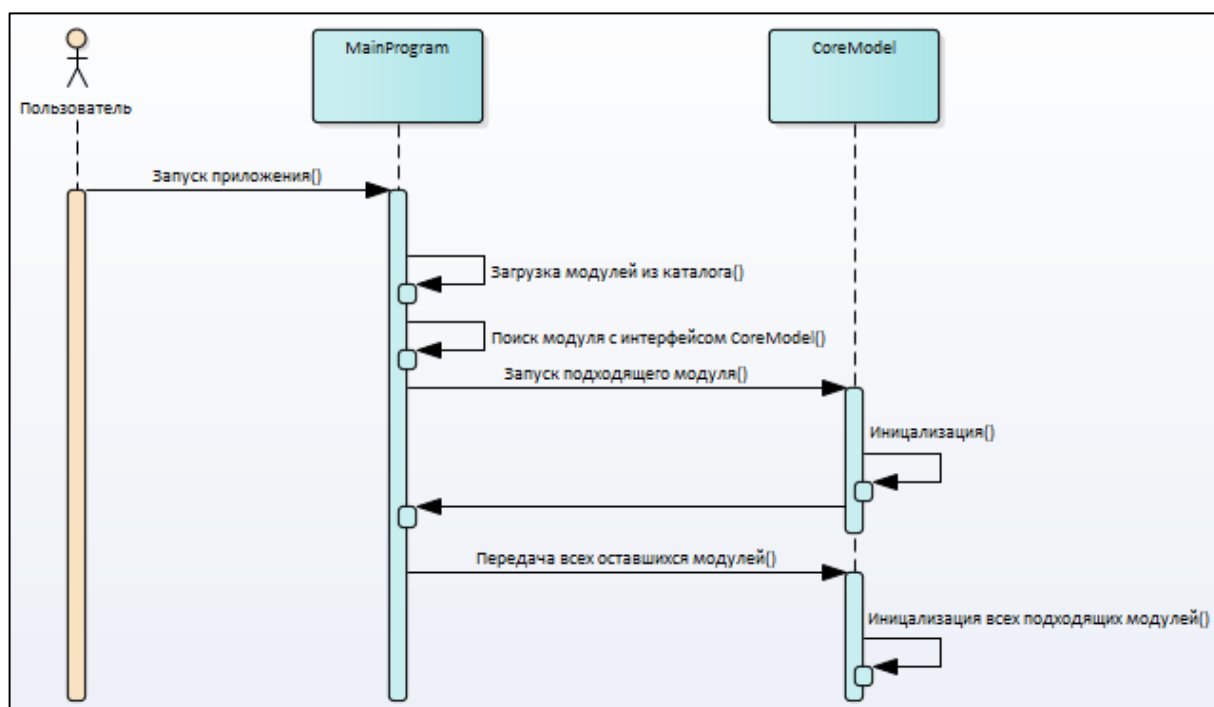 MainProgram
CoreModel
Пользователь
Запуск приложения()
Загрузка модулей из каталога()
Поиск модуля с интерфейсом CoreModel()
Запуск подходящего модуля()
Иницализация()
Передача всех оставшихся модулей()
Иницализация всех подходящих модулей()